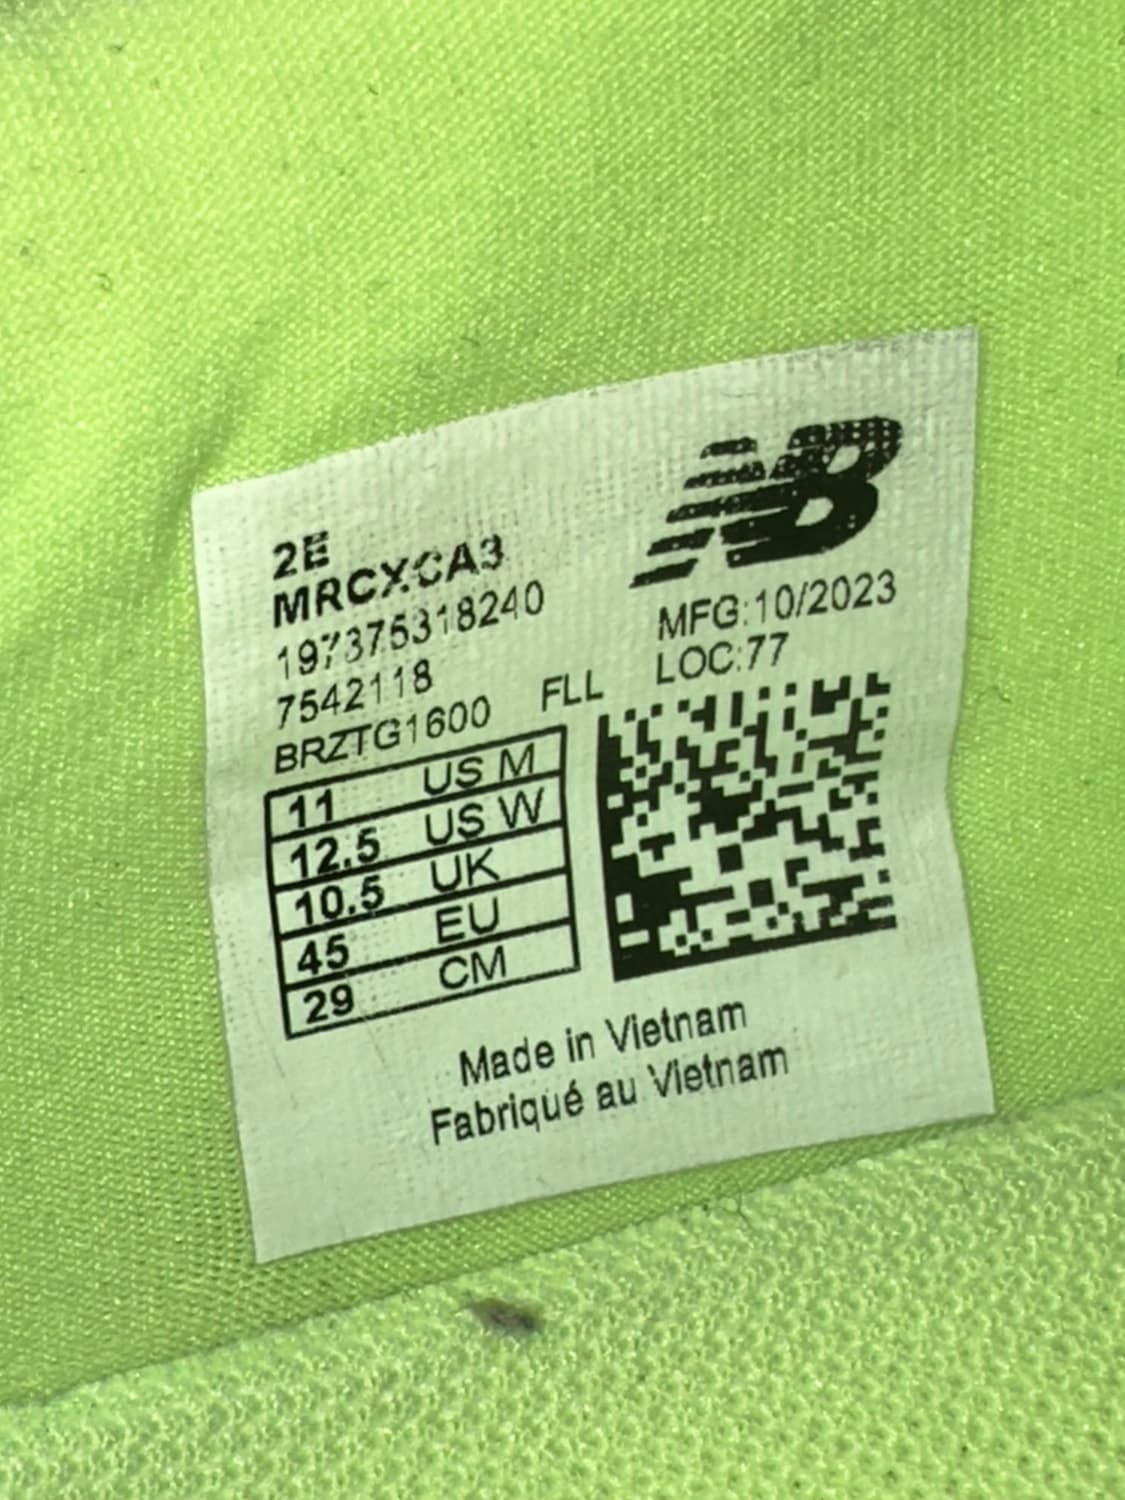 NB
2E
MRCXCA3
197375318240
7542118
BRZTG1600 FLL
MFG:10/2023
LOC:77
11 US M
12.5 US W
10.5 UK
45 EU
29 CM
Made in Vietnam
Fabriqué au Vietnam